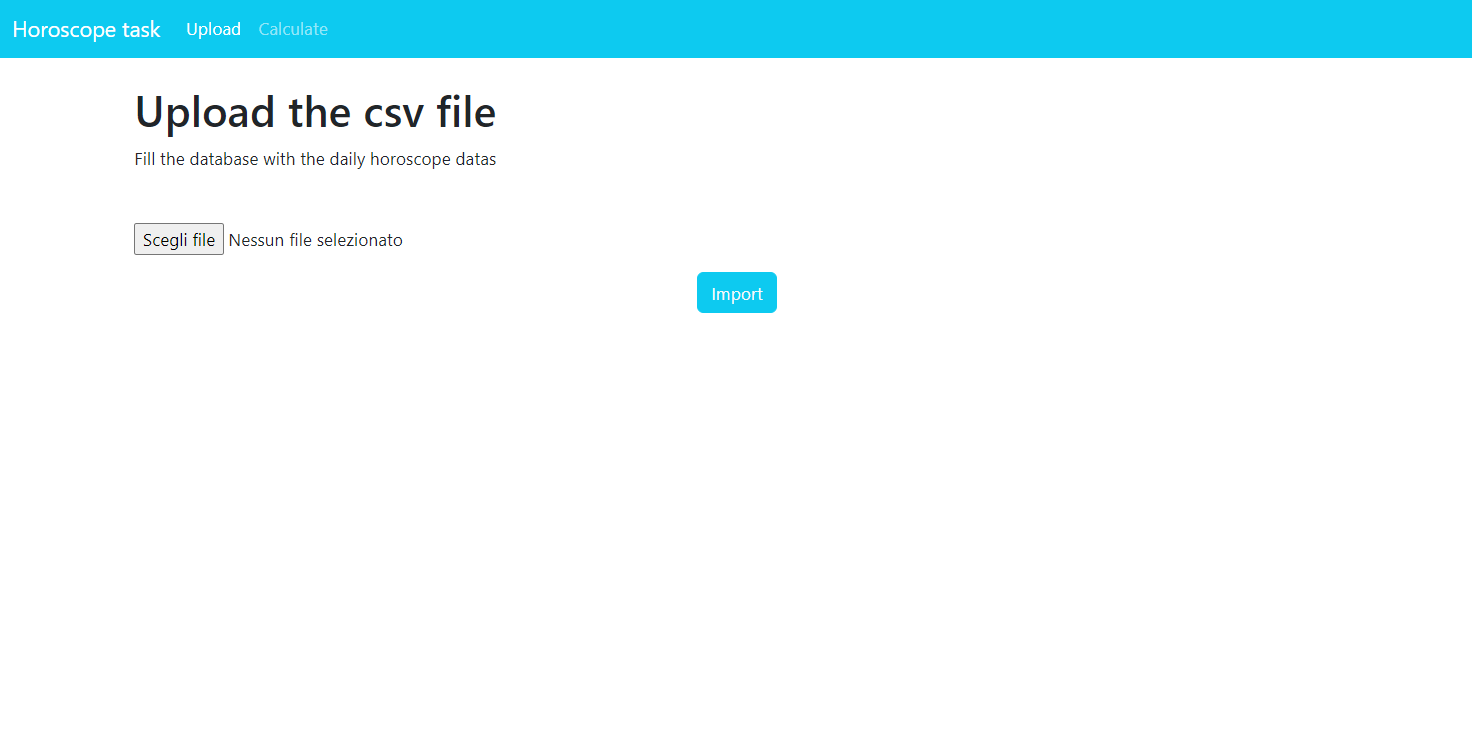 Horoscope task Upload Calculate
Upload the csv file
Fill the database with the daily horoscope datas
Scegli file Nessun file selezionato
Import